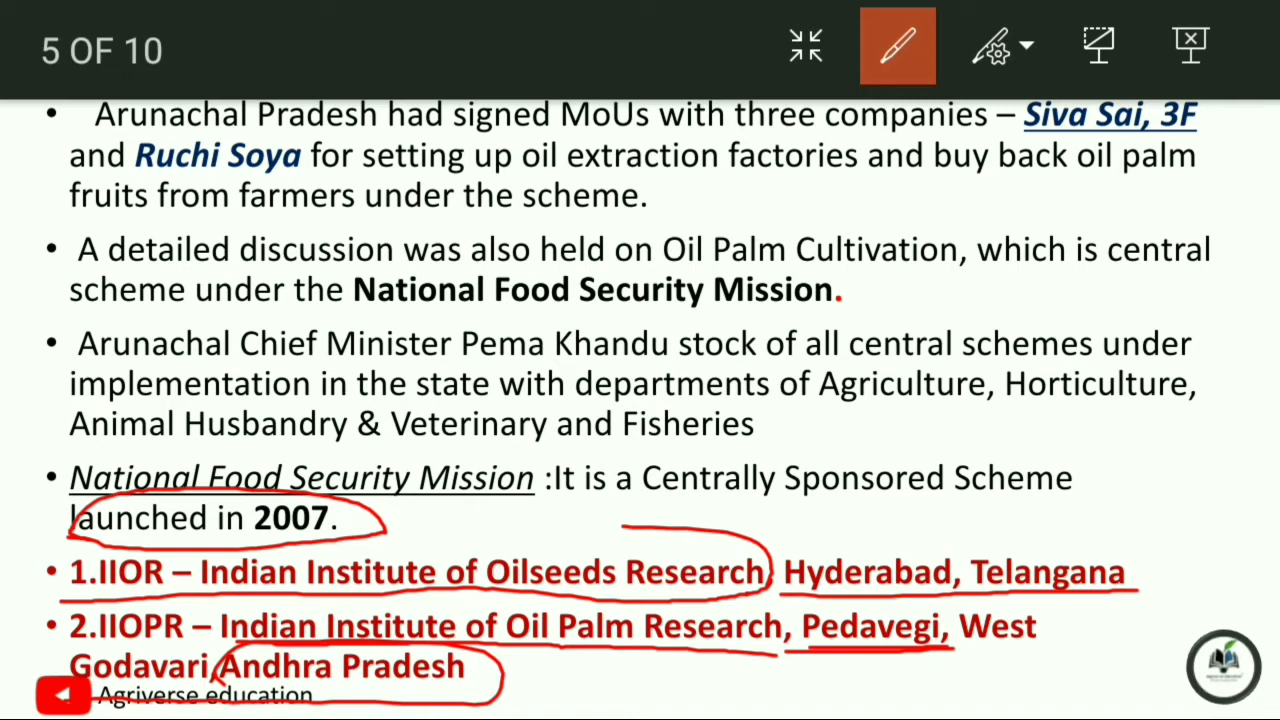 5 OF 10
• Arunachal Pradesh had signed MoUs with three companies – Siva Sai, 3F
and Ruchi Soya for setting up oil extraction factories and buy back oil palm
fruits from farmers under the scheme.
• A detailed discussion was also held on Oil Palm Cultivation, which is central
scheme under the National Food Security Mission.
• Arunachal Chief Minister Pema Khandu stock of all central schemes under
implementation in the state with departments of Agriculture, Horticulture,
Animal Husbandry & Veterinary and Fisheries
• National Food Security Mission :It is a Centrally Sponsored Scheme
launched in 2007.
• 1.IIOR – Indian Institute of Oilseeds Research, Hyderabad, Telangana
• 2.IIOPR – Indian Institute of Oil Palm Research, Pedavegi, West
Godavari,Andhra Pradesh
Agriverse education